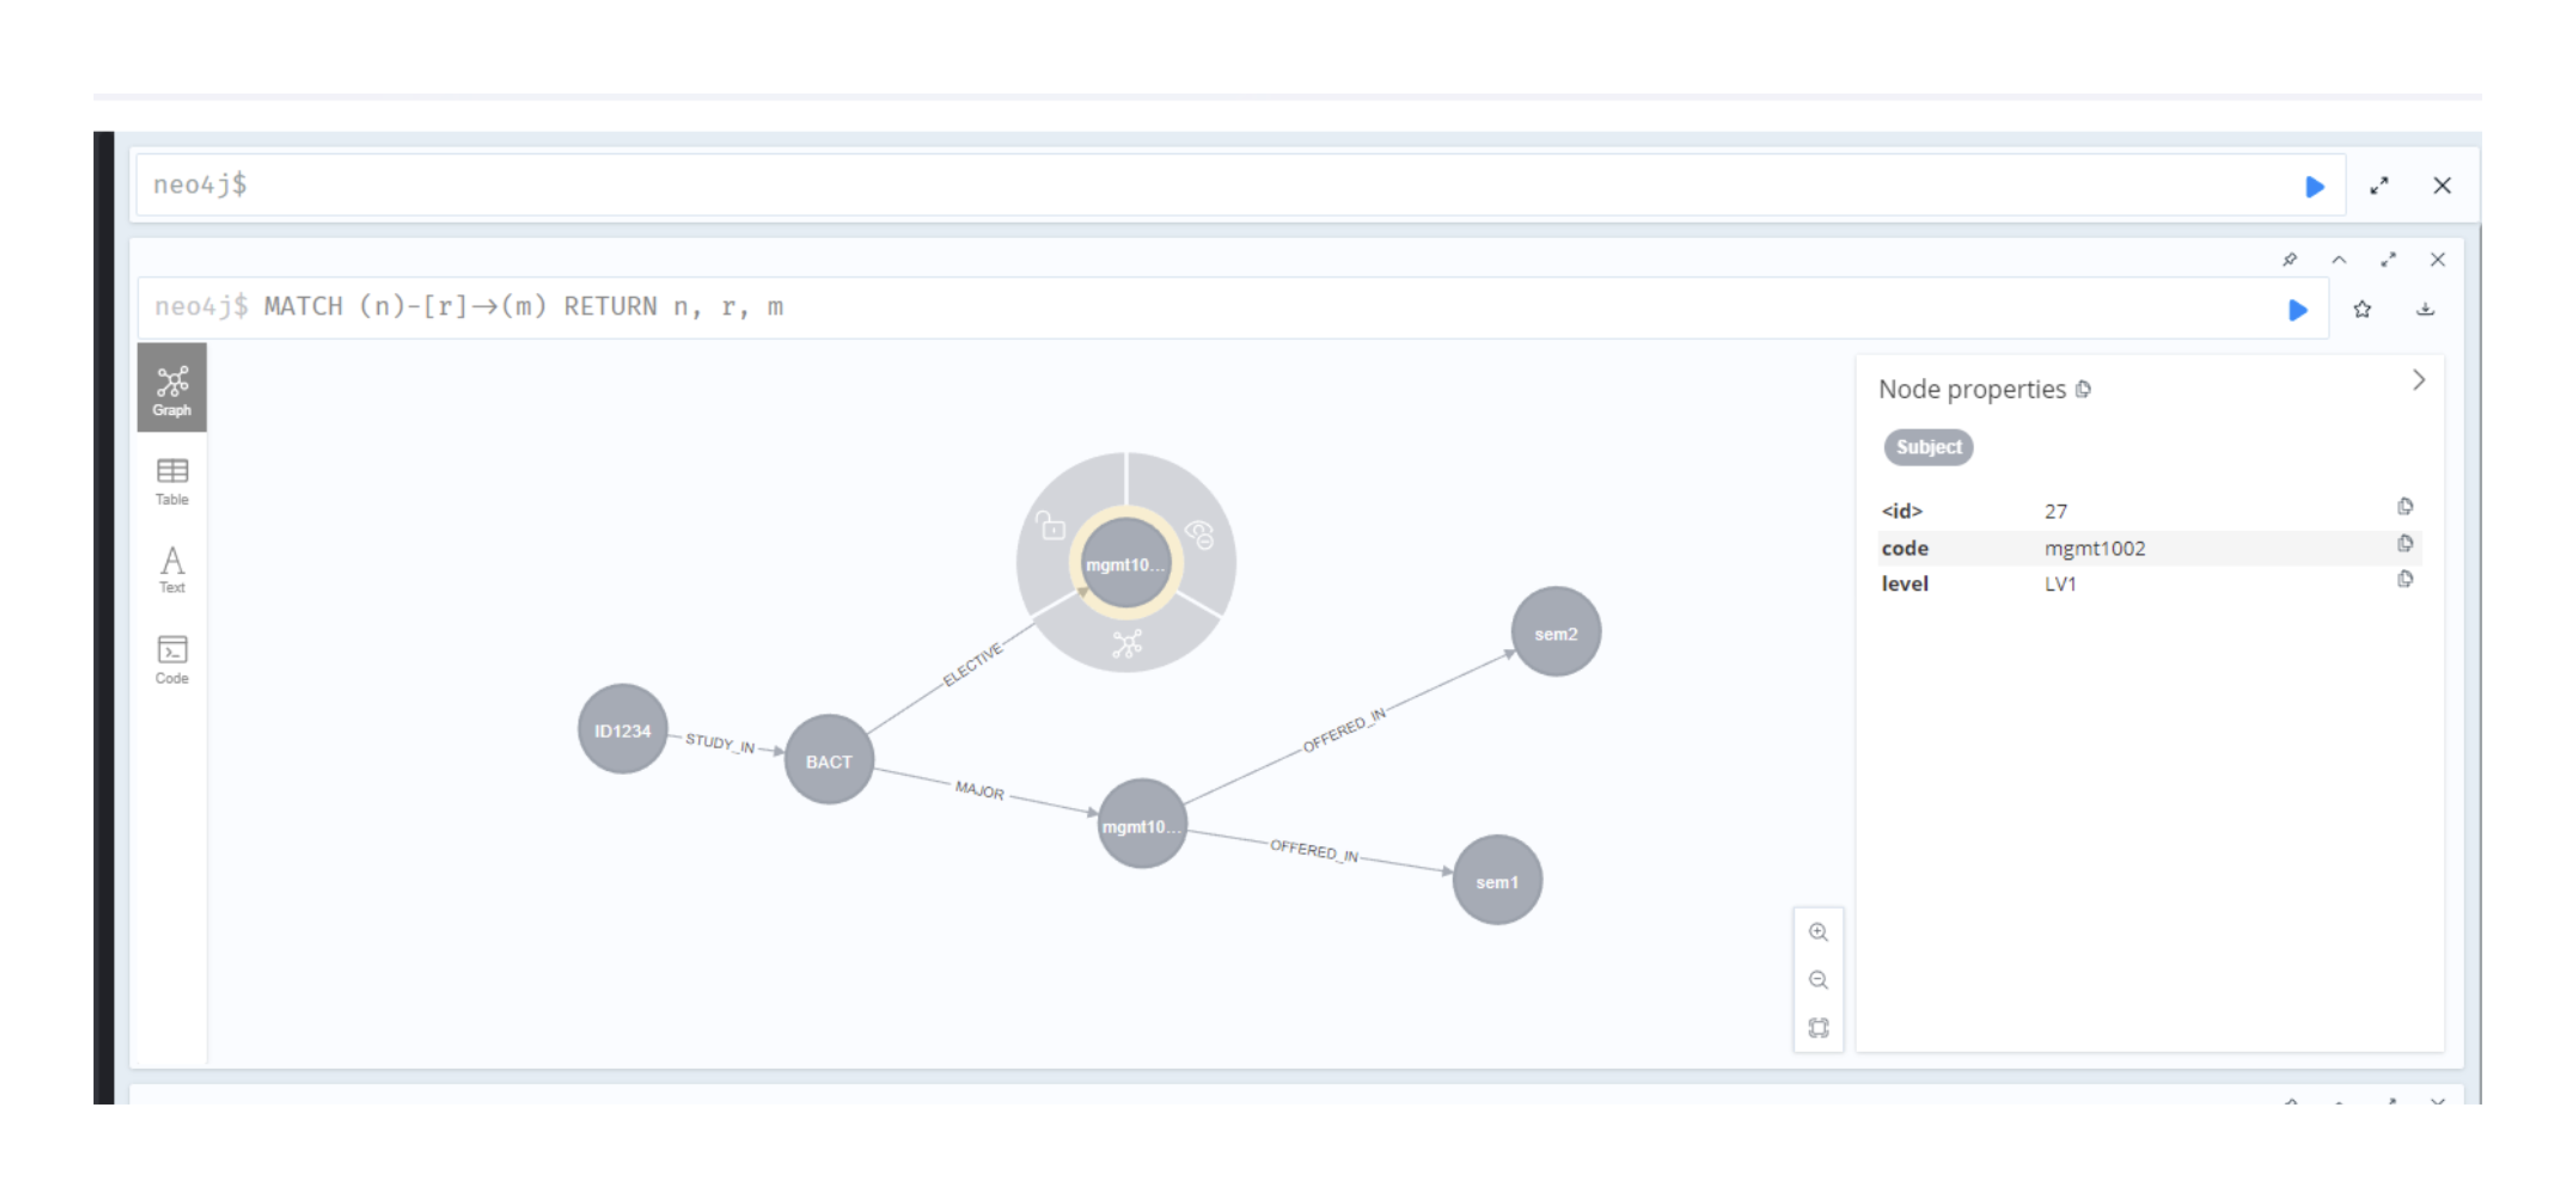 neo4j$
neo4j$ MATCH (n)-[r]→(m) RETURN n, r, m
Graph
Table
Text
Code
mgmt10...
ELECTIVE
sem2
ID1234
STUDY_IN
BACT
OFFERED_IN
MAJOR
mgmt10...
OFFERED_IN
sem1
Node properties
Subject
<id> 27
code mgmt1002
level LV1